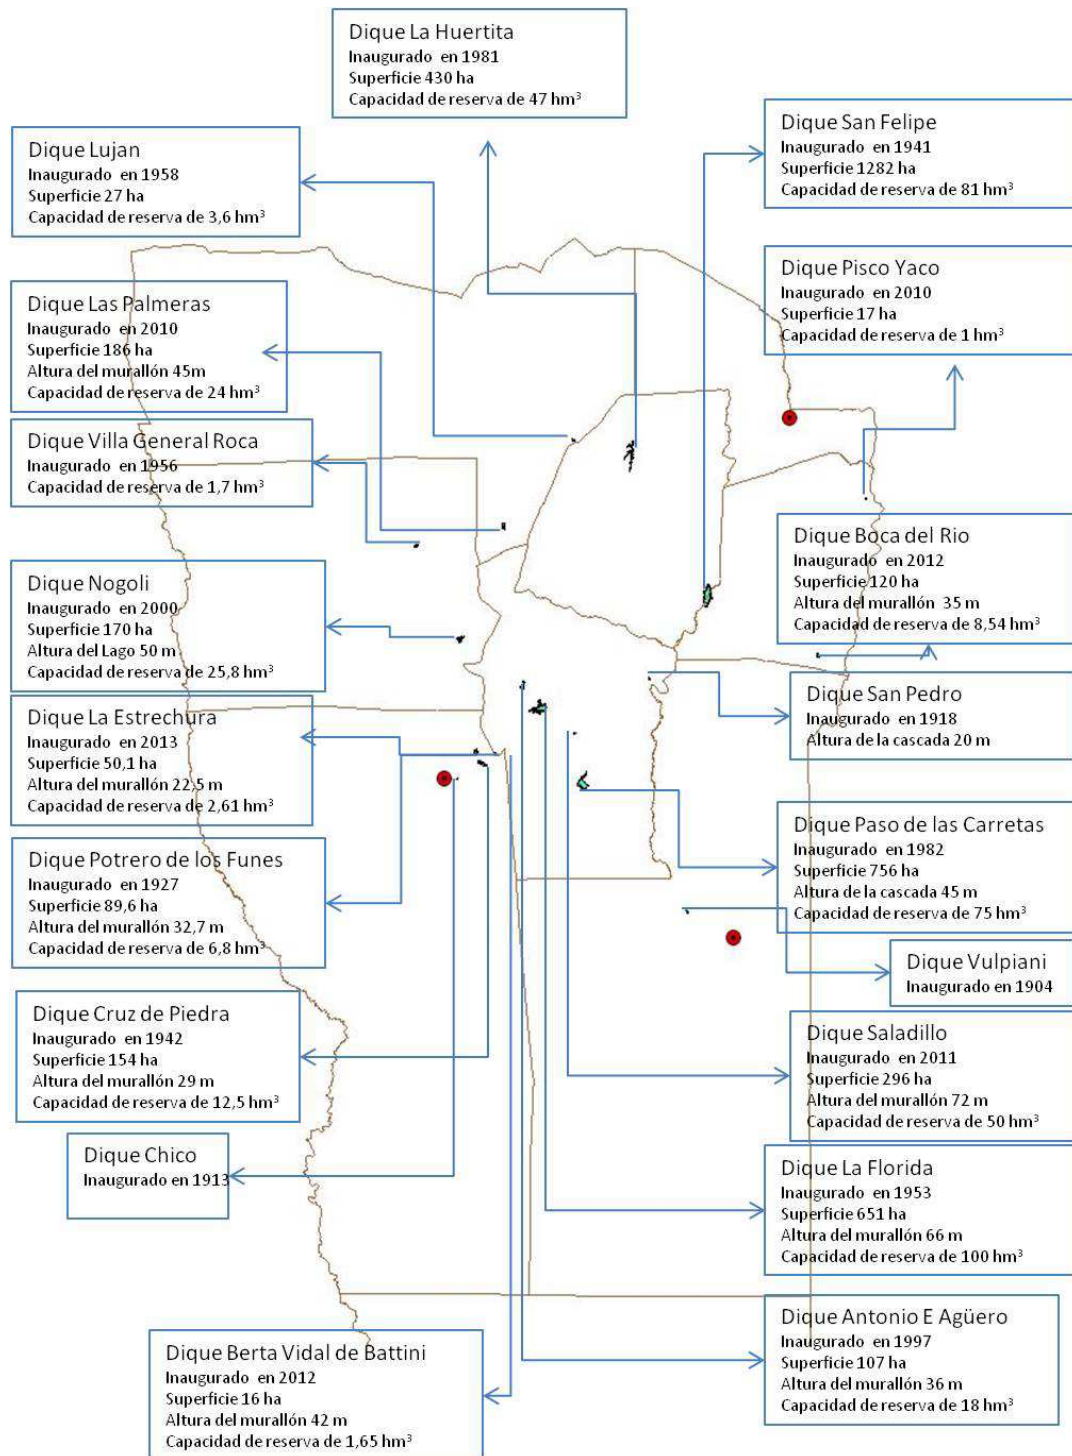 Dique La Huertita
Inaugurado en 1981
Superficie 430 ha
Capacidad de reserva de 47 hm³
Dique Lujan
Inaugurado en 1958
Superficie 27 ha
Capacidad de reserva de 3,6 hm³
Dique San Felipe
Inaugurado en 1941
Superficie 1282 ha
Capacidad de reserva de 81 hm³
Dique Las Palmeras
Inaugurado en 2010
Superficie 186 ha
Altura del murallón 45m
Capacidad de reserva de 24 hm³
Dique Pisco Yaco
Inaugurado en 2010
Superficie 17 ha
Capacidad de reserva de 1 hm³
Dique Villa General Roca
Inaugurado en 1956
Capacidad de reserva de 1,7 hm³
Dique Boca del Rio
Inaugurado en 2012
Superficie 120 ha
Altura del murallón 35 m
Capacidad de reserva de 8,54 hm³
Dique Nogoli
Inaugurado en 2000
Superficie 170 ha
Altura del Lago 50 m
Capacidad de reserva de 25,8 hm³
Dique San Pedro
Inaugurado en 1918
Altura de la cascada 20 m
Dique La Estrechura
Inaugurado en 2013
Superficie 50,1 ha
Altura del murallón 22,5 m
Capacidad de reserva de 2,61 hm³
Dique Paso de las Carretas
Inaugurado en 1982
Superficie 756 ha
Altura de la cascada 45 m
Capacidad de reserva de 75 hm³
Dique Potrero de los Funes
Inaugurado en 1927
Superficie 89,6 ha
Altura del murallón 32,7 m
Capacidad de reserva de 6,8 hm³
Dique Vulpiani
Inaugurado en 1904
Dique Cruz de Piedra
Inaugurado en 1942
Superficie 154 ha
Altura del murallón 29 m
Capacidad de reserva de 12,5 hm³
Dique Saladillo
Inaugurado en 2011
Superficie 296 ha
Altura del murallón 72 m
Capacidad de reserva de 50 hm³
Dique Chico
Inaugurado en 1913
Dique La Florida
Inaugurado en 1953
Superficie 651 ha
Altura del murallón 66 m
Capacidad de reserva de 100 hm³
Dique Antonio E Agüero
Inaugurado en 1997
Superficie 107 ha
Altura del murallón 36 m
Capacidad de reserva de 18 hm³
Dique Berta Vidal de Battini
Inaugurado en 2012
Superficie 16 ha
Altura del murallón 42 m
Capacidad de reserva de 1,65 hm³